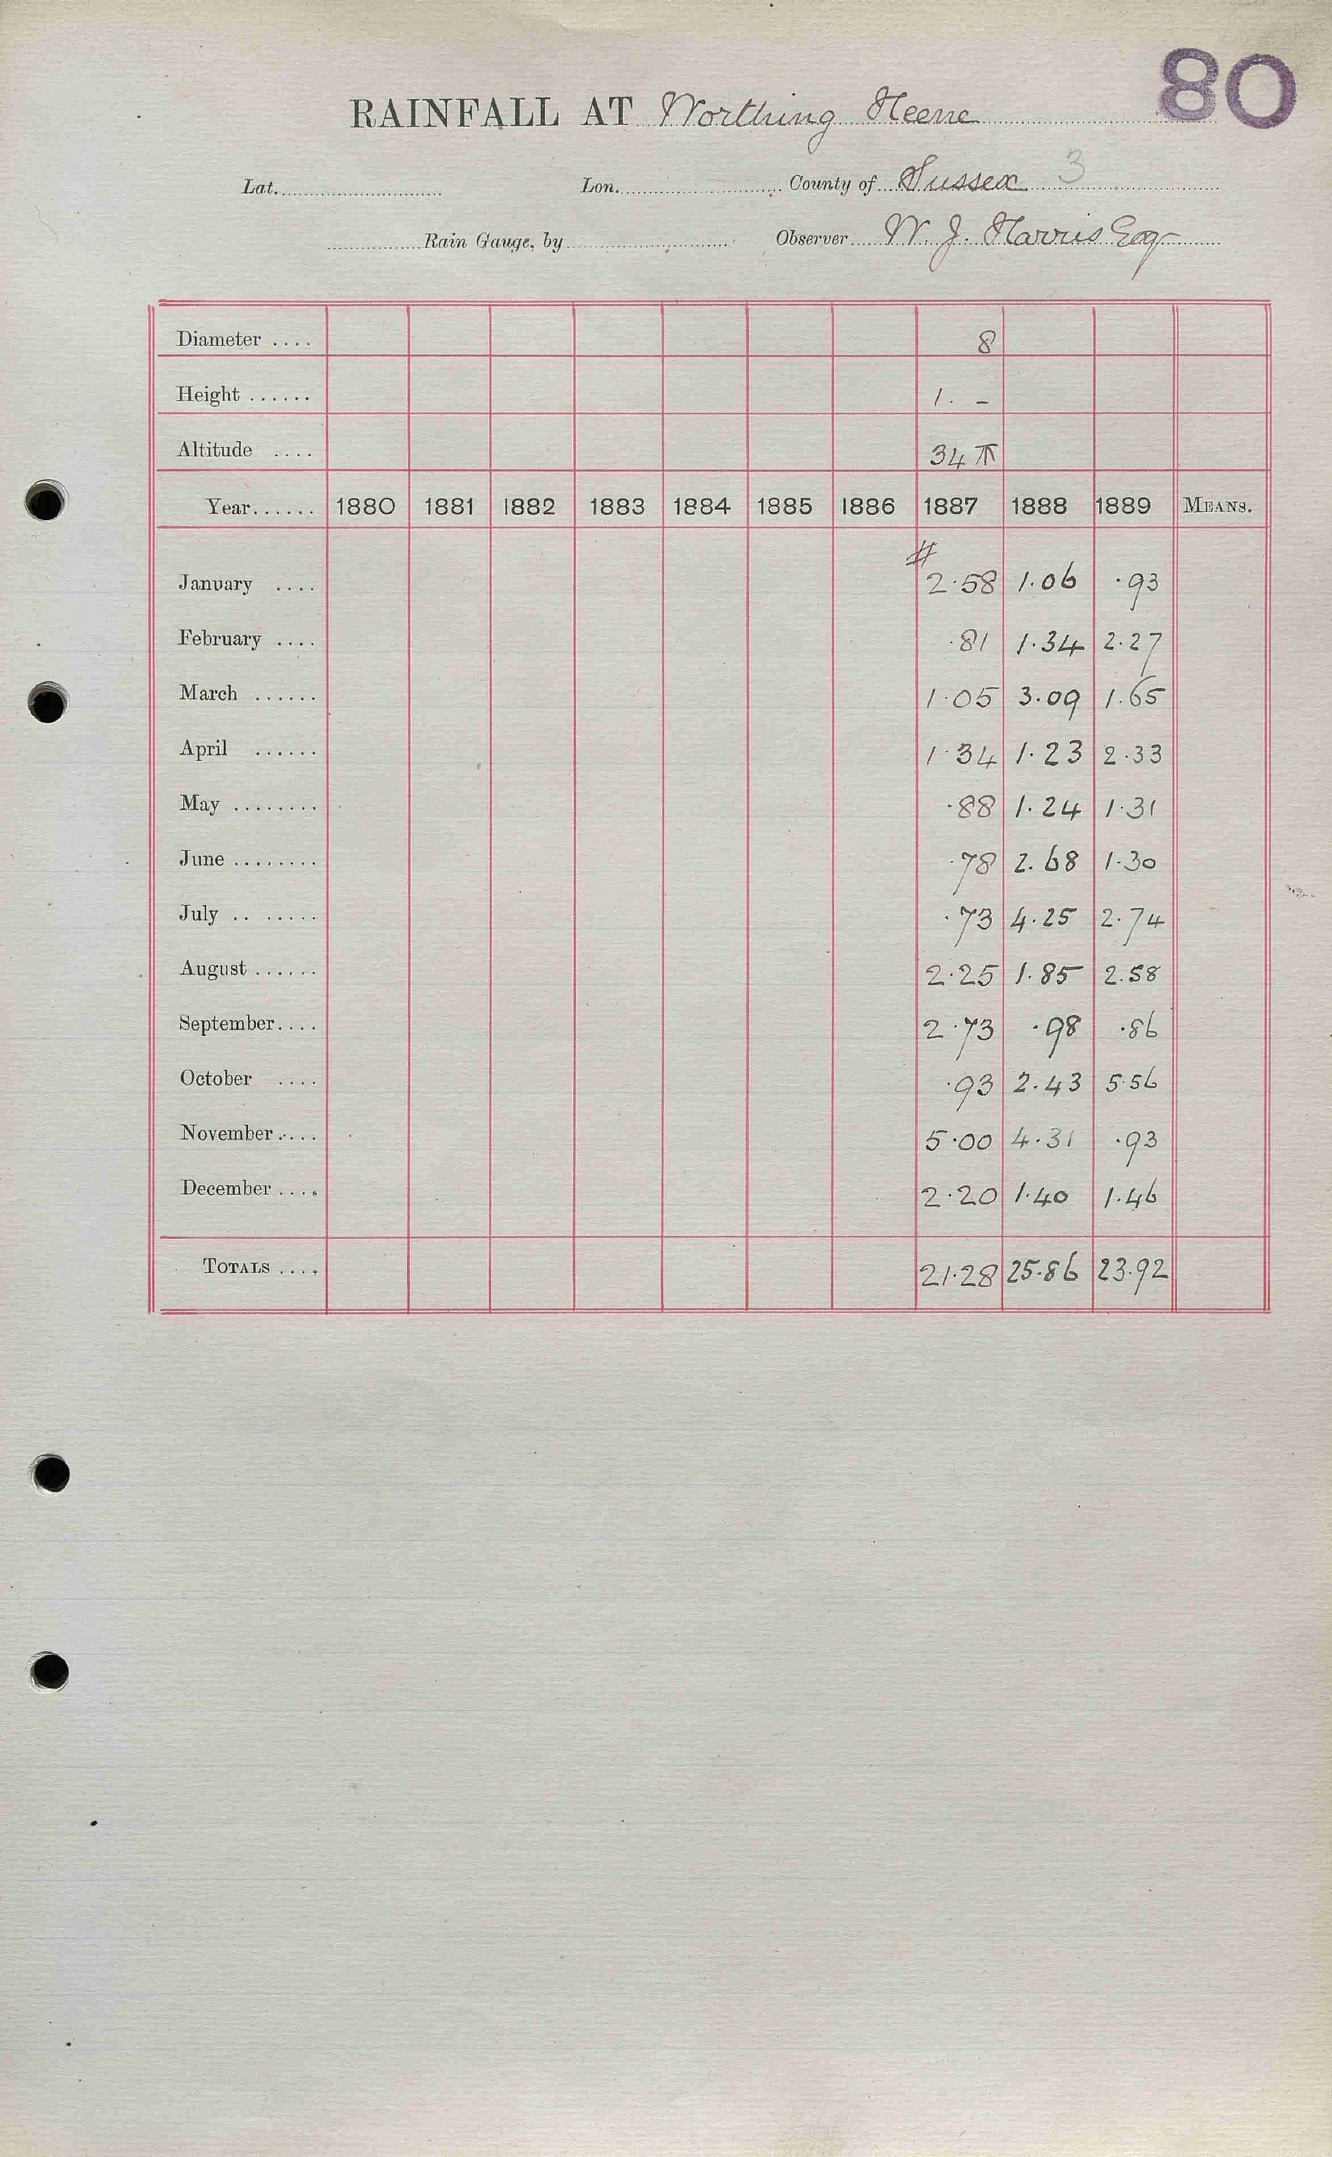 80
RAINFALL AT Worthing Heene
Lat. Lon. County of Sussex 3
Rain Gauge, by Observer W. J. Harris Esq
Diameter .... 8
Height ...... 1. -
Altitude .... 34
Year...... 1880 1881 1882 1883 1884 1885 1886 1887 1888 1889 MEANS.
#
January .... 2.58 1.06 .93
February .... .81 1.34 2.27
March ...... 1.05 3.09 1.65
April ...... 1.34 1.23 2.33
May ........ .88 1.24 1.31
June ........ .78 2.68 1.30
July .. ...... .73 4.25 2.74
August ...... 2.25 1.85 2.58
September.... 2.73 .98 .86
October .... .93 2.43 5.56
November.... 5.00 4.31 .93
December .... 2.20 1.40 1.46
TOTALS .... 21.28 25.86 23.92